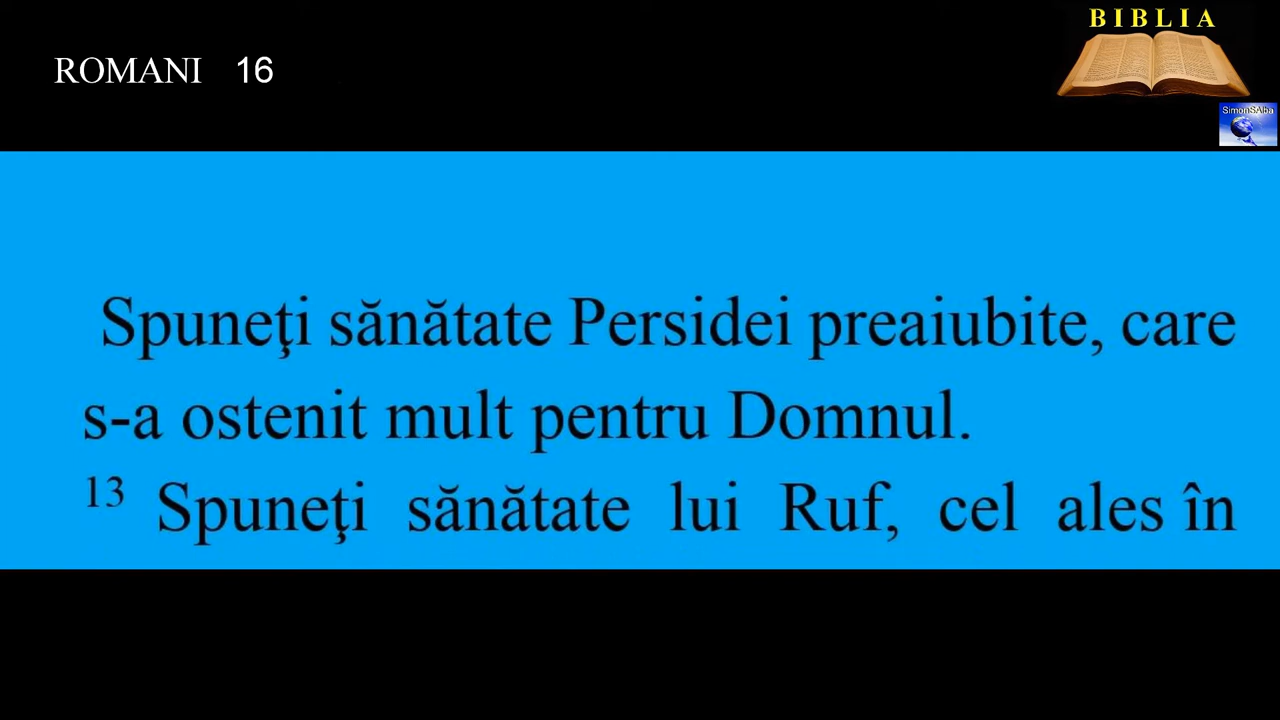 BIBLIA
ROMANI 16
SimonSAlba
Spuneţi sănătate Persidei preaiubite, care
s-a ostenit mult pentru Domnul.
13 Spuneţi sănătate lui Ruf, cel ales în